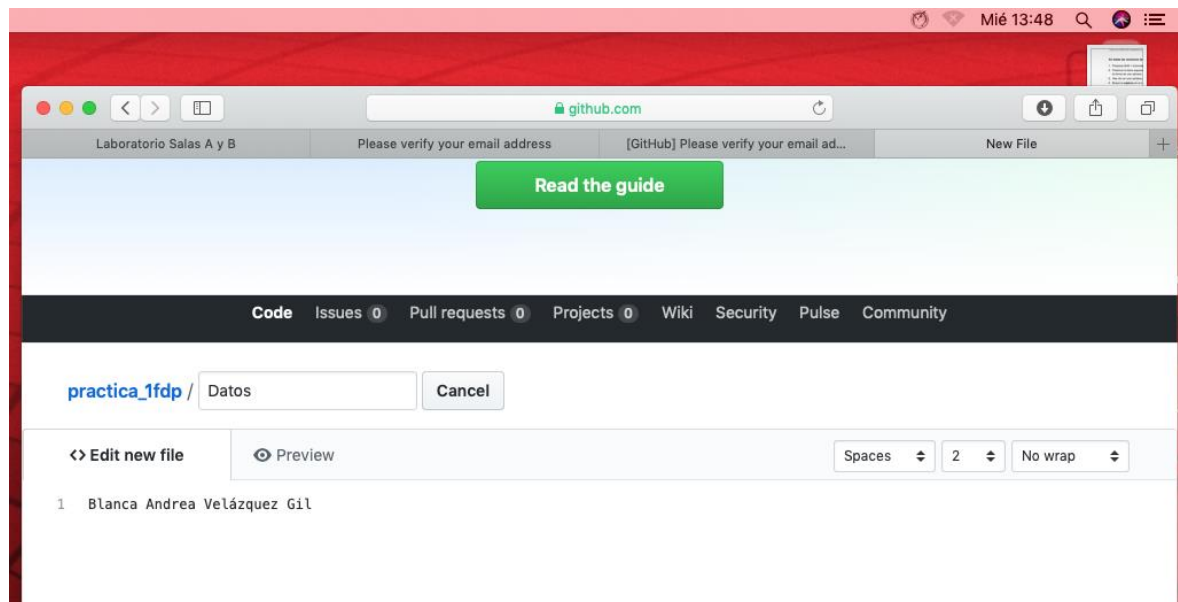 Mié 13:48
github.com
Laboratorio Salas A y B Please verify your email address [GitHub] Please verify your email ad... New File
Read the guide
Code Issues 0 Pull requests 0 Projects 0 Wiki Security Pulse Community
practica_1fdp / Datos Cancel
<> Edit new file Preview Spaces 2 No wrap
1 Blanca Andrea Velázquez Gil